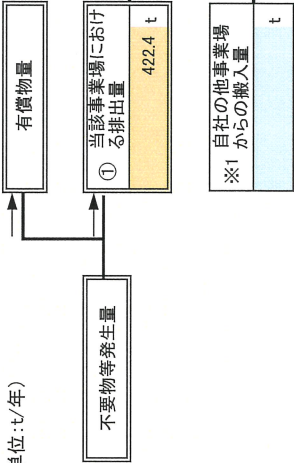 単位:t/年)
有償物量
不要物等発生量
① 当該事業場におけ
る排出量
422.4 t
※1 自社の他事業場
からの搬入量
t